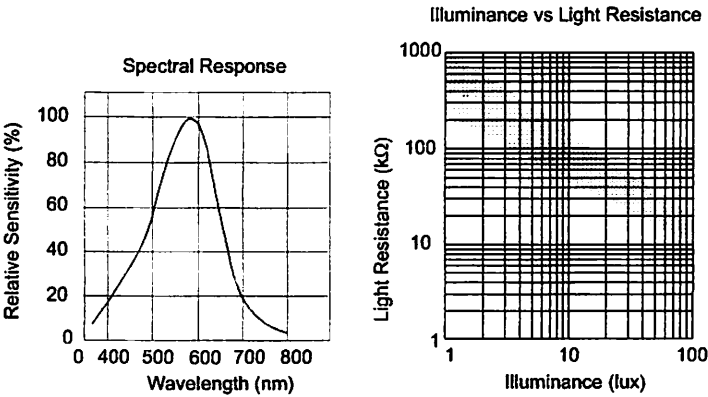 Spectral Response
Relative Sensitivity (%)
100
80
60
40
20
0
0 400 500 600 700 800
Wavelength (nm)
Illuminance vs Light Resistance
Light Resistance (kΩ)
1000
100
10
1
1 10 100
Illuminance (lux)